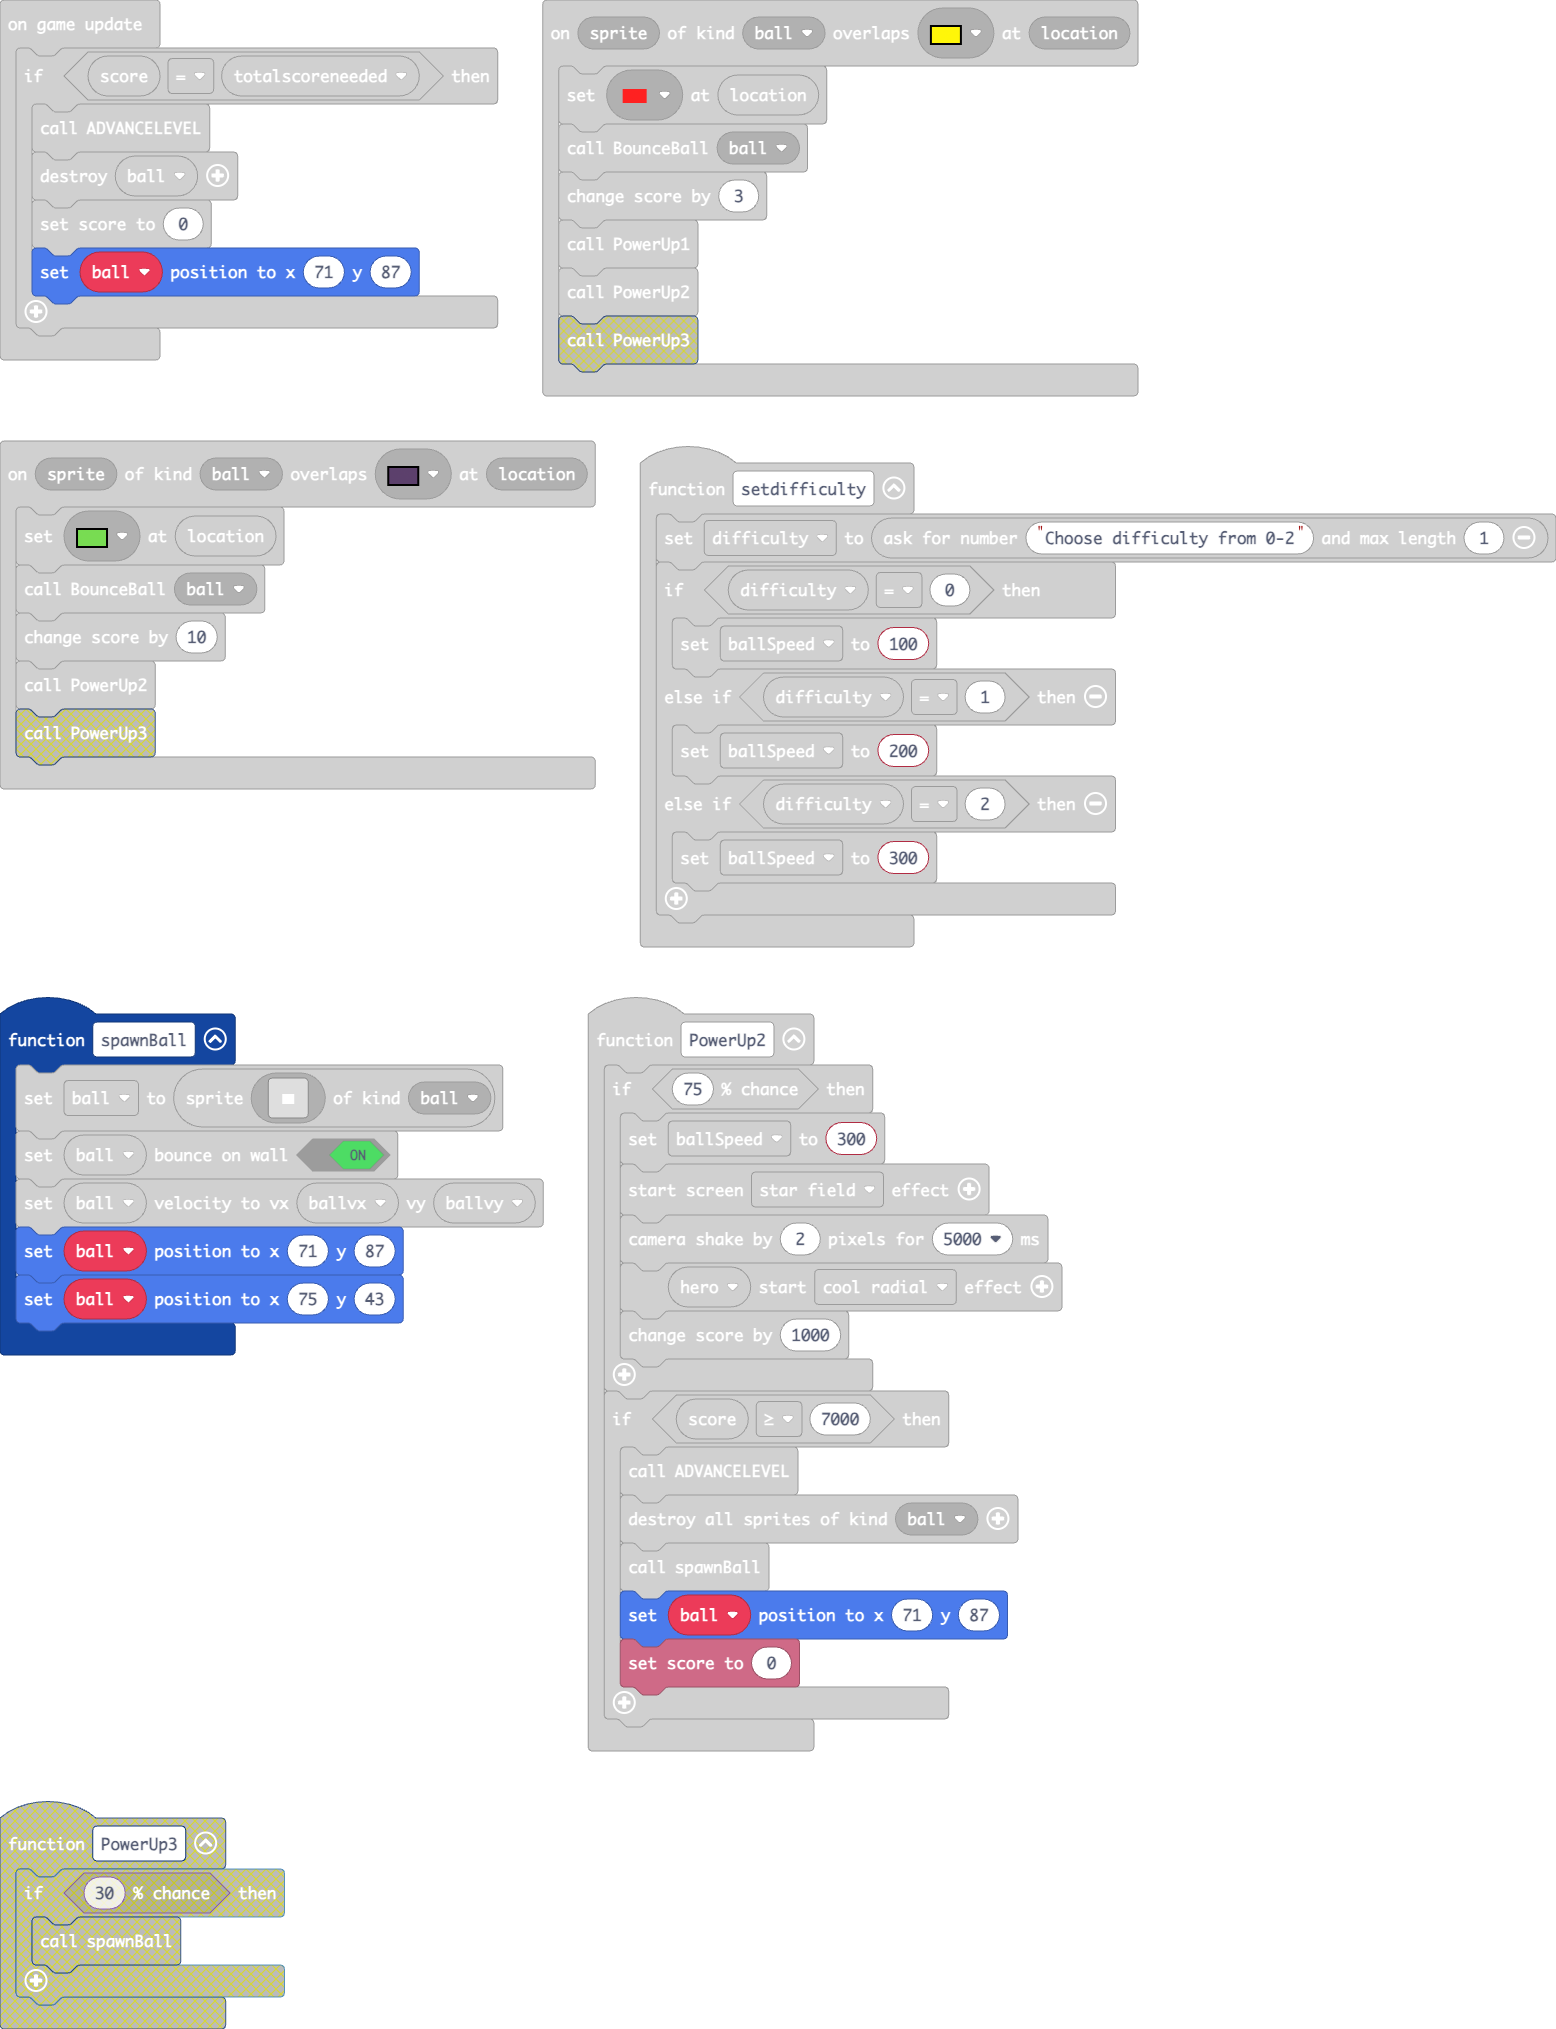 on game update
if score = totalscoreneeded then
call ADVANCELEVEL
destroy ball
set score to 0
set ball position to x 71 y 87
on sprite of kind ball overlaps at location
set at location
call BounceBall ball
change score by 3
call PowerUp1
call PowerUp2
call PowerUp3
on sprite of kind ball overlaps at location
set at location
call BounceBall ball
change score by 10
call PowerUp2
call PowerUp3
function setdifficulty
set difficulty to ask for number "Choose difficulty from 0-2" and max length 1
if difficulty = 0 then
set ballSpeed to 100
else if difficulty = 1 then
set ballSpeed to 200
else if difficulty = 2 then
set ballSpeed to 300
function spawnBall
set ball to sprite of kind ball
set ball bounce on wall ON
set ball velocity to vx ballvx vy ballvy
set ball position to x 71 y 87
set ball position to x 75 y 43
function PowerUp2
if 75 % chance then
set ballSpeed to 300
start screen star field effect
camera shake by 2 pixels for 5000 ms
hero start cool radial effect
change score by 1000
if score ≥ 7000 then
call ADVANCELEVEL
destroy all sprites of kind ball
call spawnBall
set ball position to x 71 y 87
set score to 0
function PowerUp3
if 30 % chance then
call spawnBall